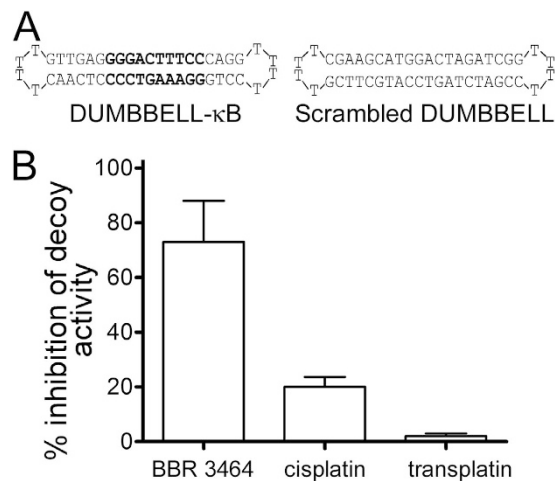 A
T GTTGAGGGGACTTTCCCAGG T T CGAAGCATGGACTAGATCGG T
T T T T
T T T T
T CAACTCCCCTGAAAGGGTCC T T GCTTCGTACCTGATCTAGCC T
DUMBBELL-κB Scrambled DUMBBELL
B
% inhibition of decoy
activity
100
80
60
40
20
0
BBR 3464 cisplatin transplatin